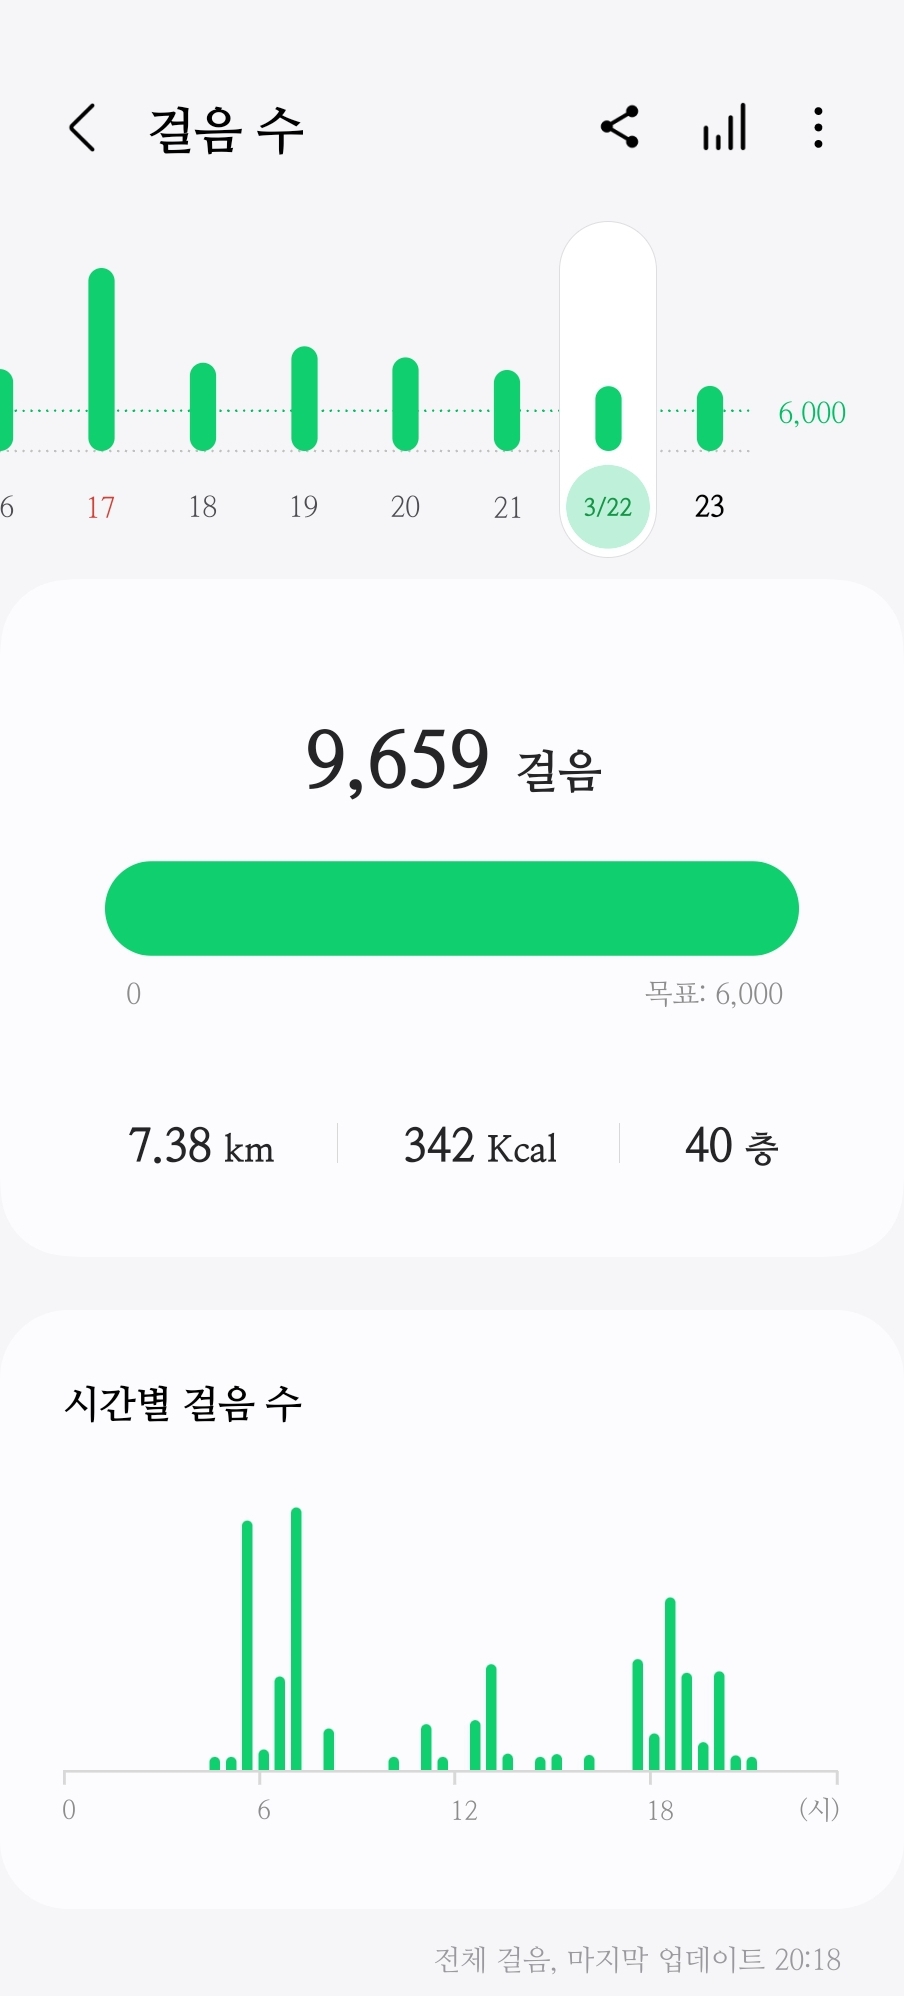 걸음 수
6,000
6 17 18 19 20 21 3/22 23
9,659 걸음
0 목표: 6,000
7.38 km 342 Kcal 40 층
시간별 걸음 수
0 6 12 18 (시)
전체 걸음, 마지막 업데이트 20:18